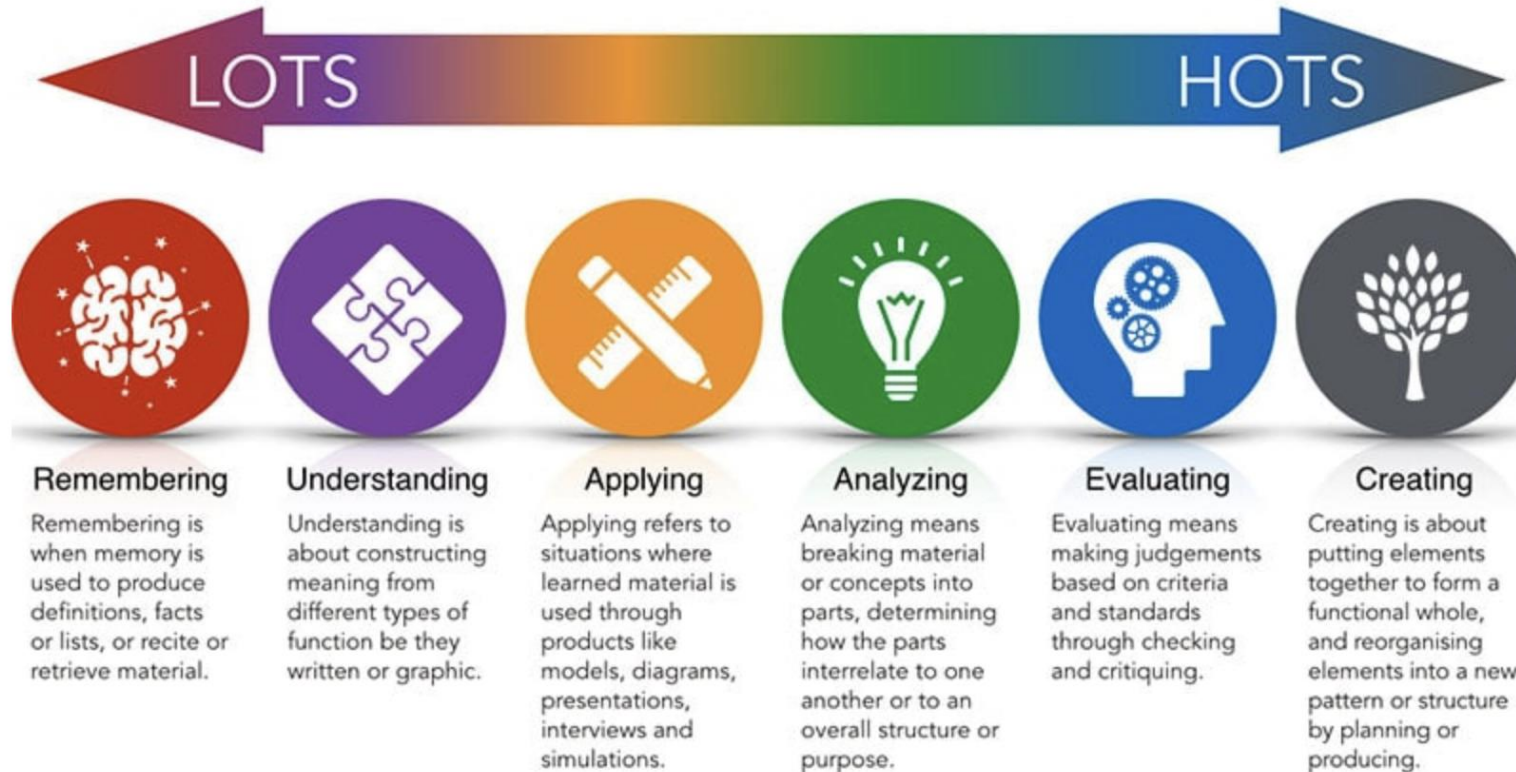 LOTS
HOTS
Remembering
Remembering is
when memory is
used to produce
definitions, facts
or lists, or recite or
retrieve material.
Understanding
Understanding is
about constructing
meaning from
different types of
function be they
written or graphic.
Applying
Applying refers to
situations where
learned material is
used through
products like
models, diagrams,
presentations,
interviews and
simulations.
Analyzing
Analyzing means
breaking material
or concepts into
parts, determining
how the parts
interrelate to one
another or to an
overall structure or
purpose.
Evaluating
Evaluating means
making judgements
based on criteria
and standards
through checking
and critiquing.
Creating
Creating is about
putting elements
together to form a
functional whole,
and reorganising
elements into a new
pattern or structure
by planning or
producing.